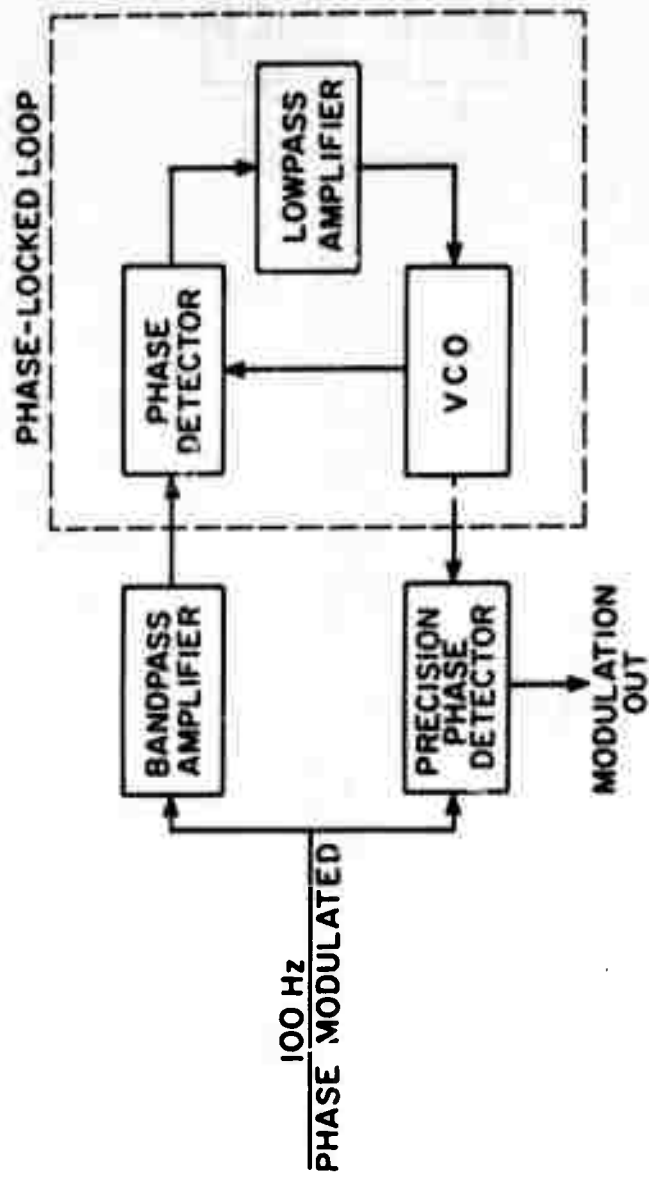 PHASE-LOCKED LOOP
100 Hz
PHASE MODULATED
BANDPASS
AMPLIFIER
PHASE
DETECTOR
LOWPASS
AMPLIFIER
VCO
PRECISION
PHASE
DETECTOR
MODULATION
OUT